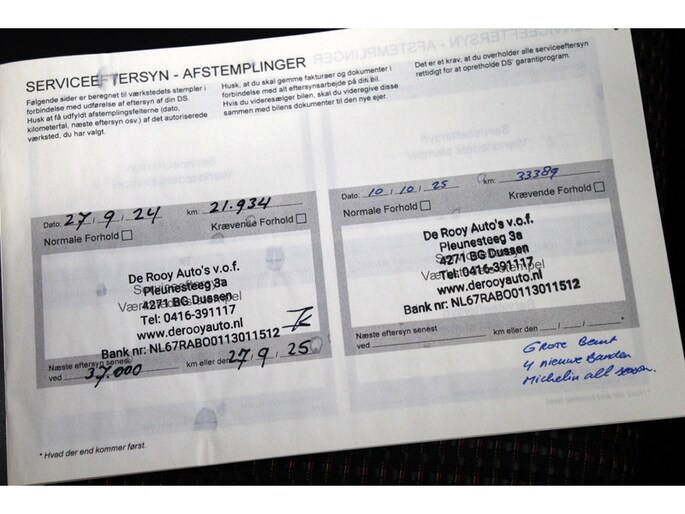 SERVICEEFTERSYN - AFSTEMPLINGER
Følgende sider er beregnet til værkstedets stempler i
forbindelse med udførelse af eftersyn af din DS.
Husk at få udfyldt afstemplingsfelterne (dato,
kilometertal, næste eftersyn osv.) af det autoriserede
værksted, du har valgt.
Husk, at du skal gemme fakturaer og dokumenter i
forbindelse med alt eftersynsarbejde på din bil.
Hvis du videresælger bilen, skal du videregive disse
sammen med bilens dokumenter til den nye ejer.
Det er et krav, at du overholder alle serviceeftersyn
rettidigt for at opretholde DS' garantiprogram.
Dato: 27, 9, 24 km: 21.934
Normale Forhold Krævende Forhold
De Rooy Auto's v.o.f.
Pleunesteeg 3a
4271 BG Dussen
Tel: 0416-391117
www.derooyauto.nl
Bank nr: NL67RABO0113011512
Næste eftersyn senest
ved 37.000 km eller den 27, 9, 25
Dato: 10, 10, 25 km: 33389
Normale Forhold Krævende Forhold
De Rooy Auto's v.o.f.
Pleunesteeg 3a
4271 BG Dussen
Tel: 0416-391117
www.derooyauto.nl
Bank nr: NL67RABO0113011512
Næste eftersyn senest
ved km eller den
Grote Beurt
4 nieuwe Banden
Michelin all season.
* Hvad der end kommer først.